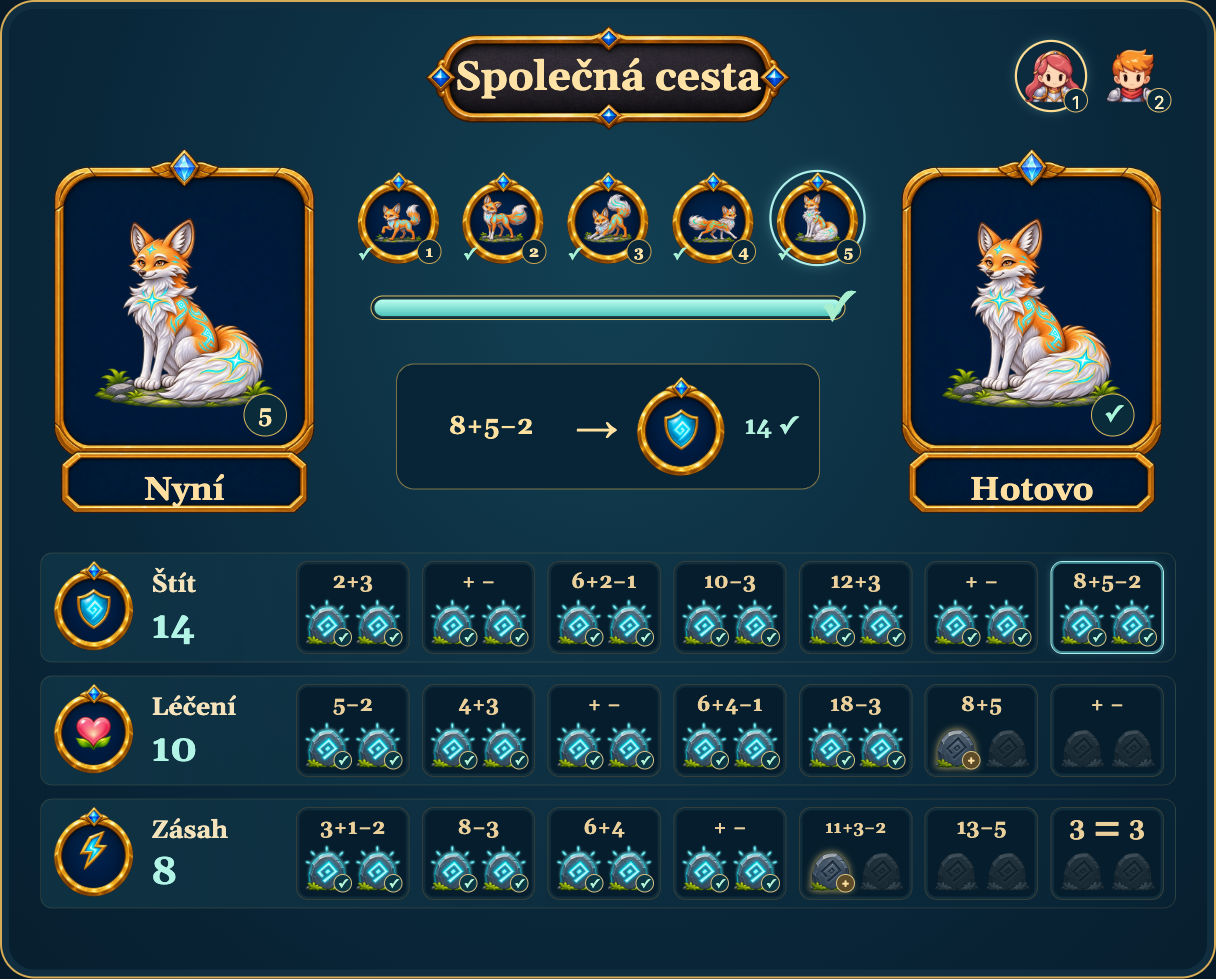 Společná cesta
1 2
1 2 3 4 5
5
8+5−2 → 14 ✓
Nyní
Hotovo
Štít
14
2+3
+ −
6+2−1
10−3
12+3
+ −
8+5−2
Léčení
10
5−2
4+3
+ −
6+4−1
18−3
8+5
+ −
Zásah
8
3+1−2
8−3
6+4
+ −
11+3−2
13−5
3 = 3